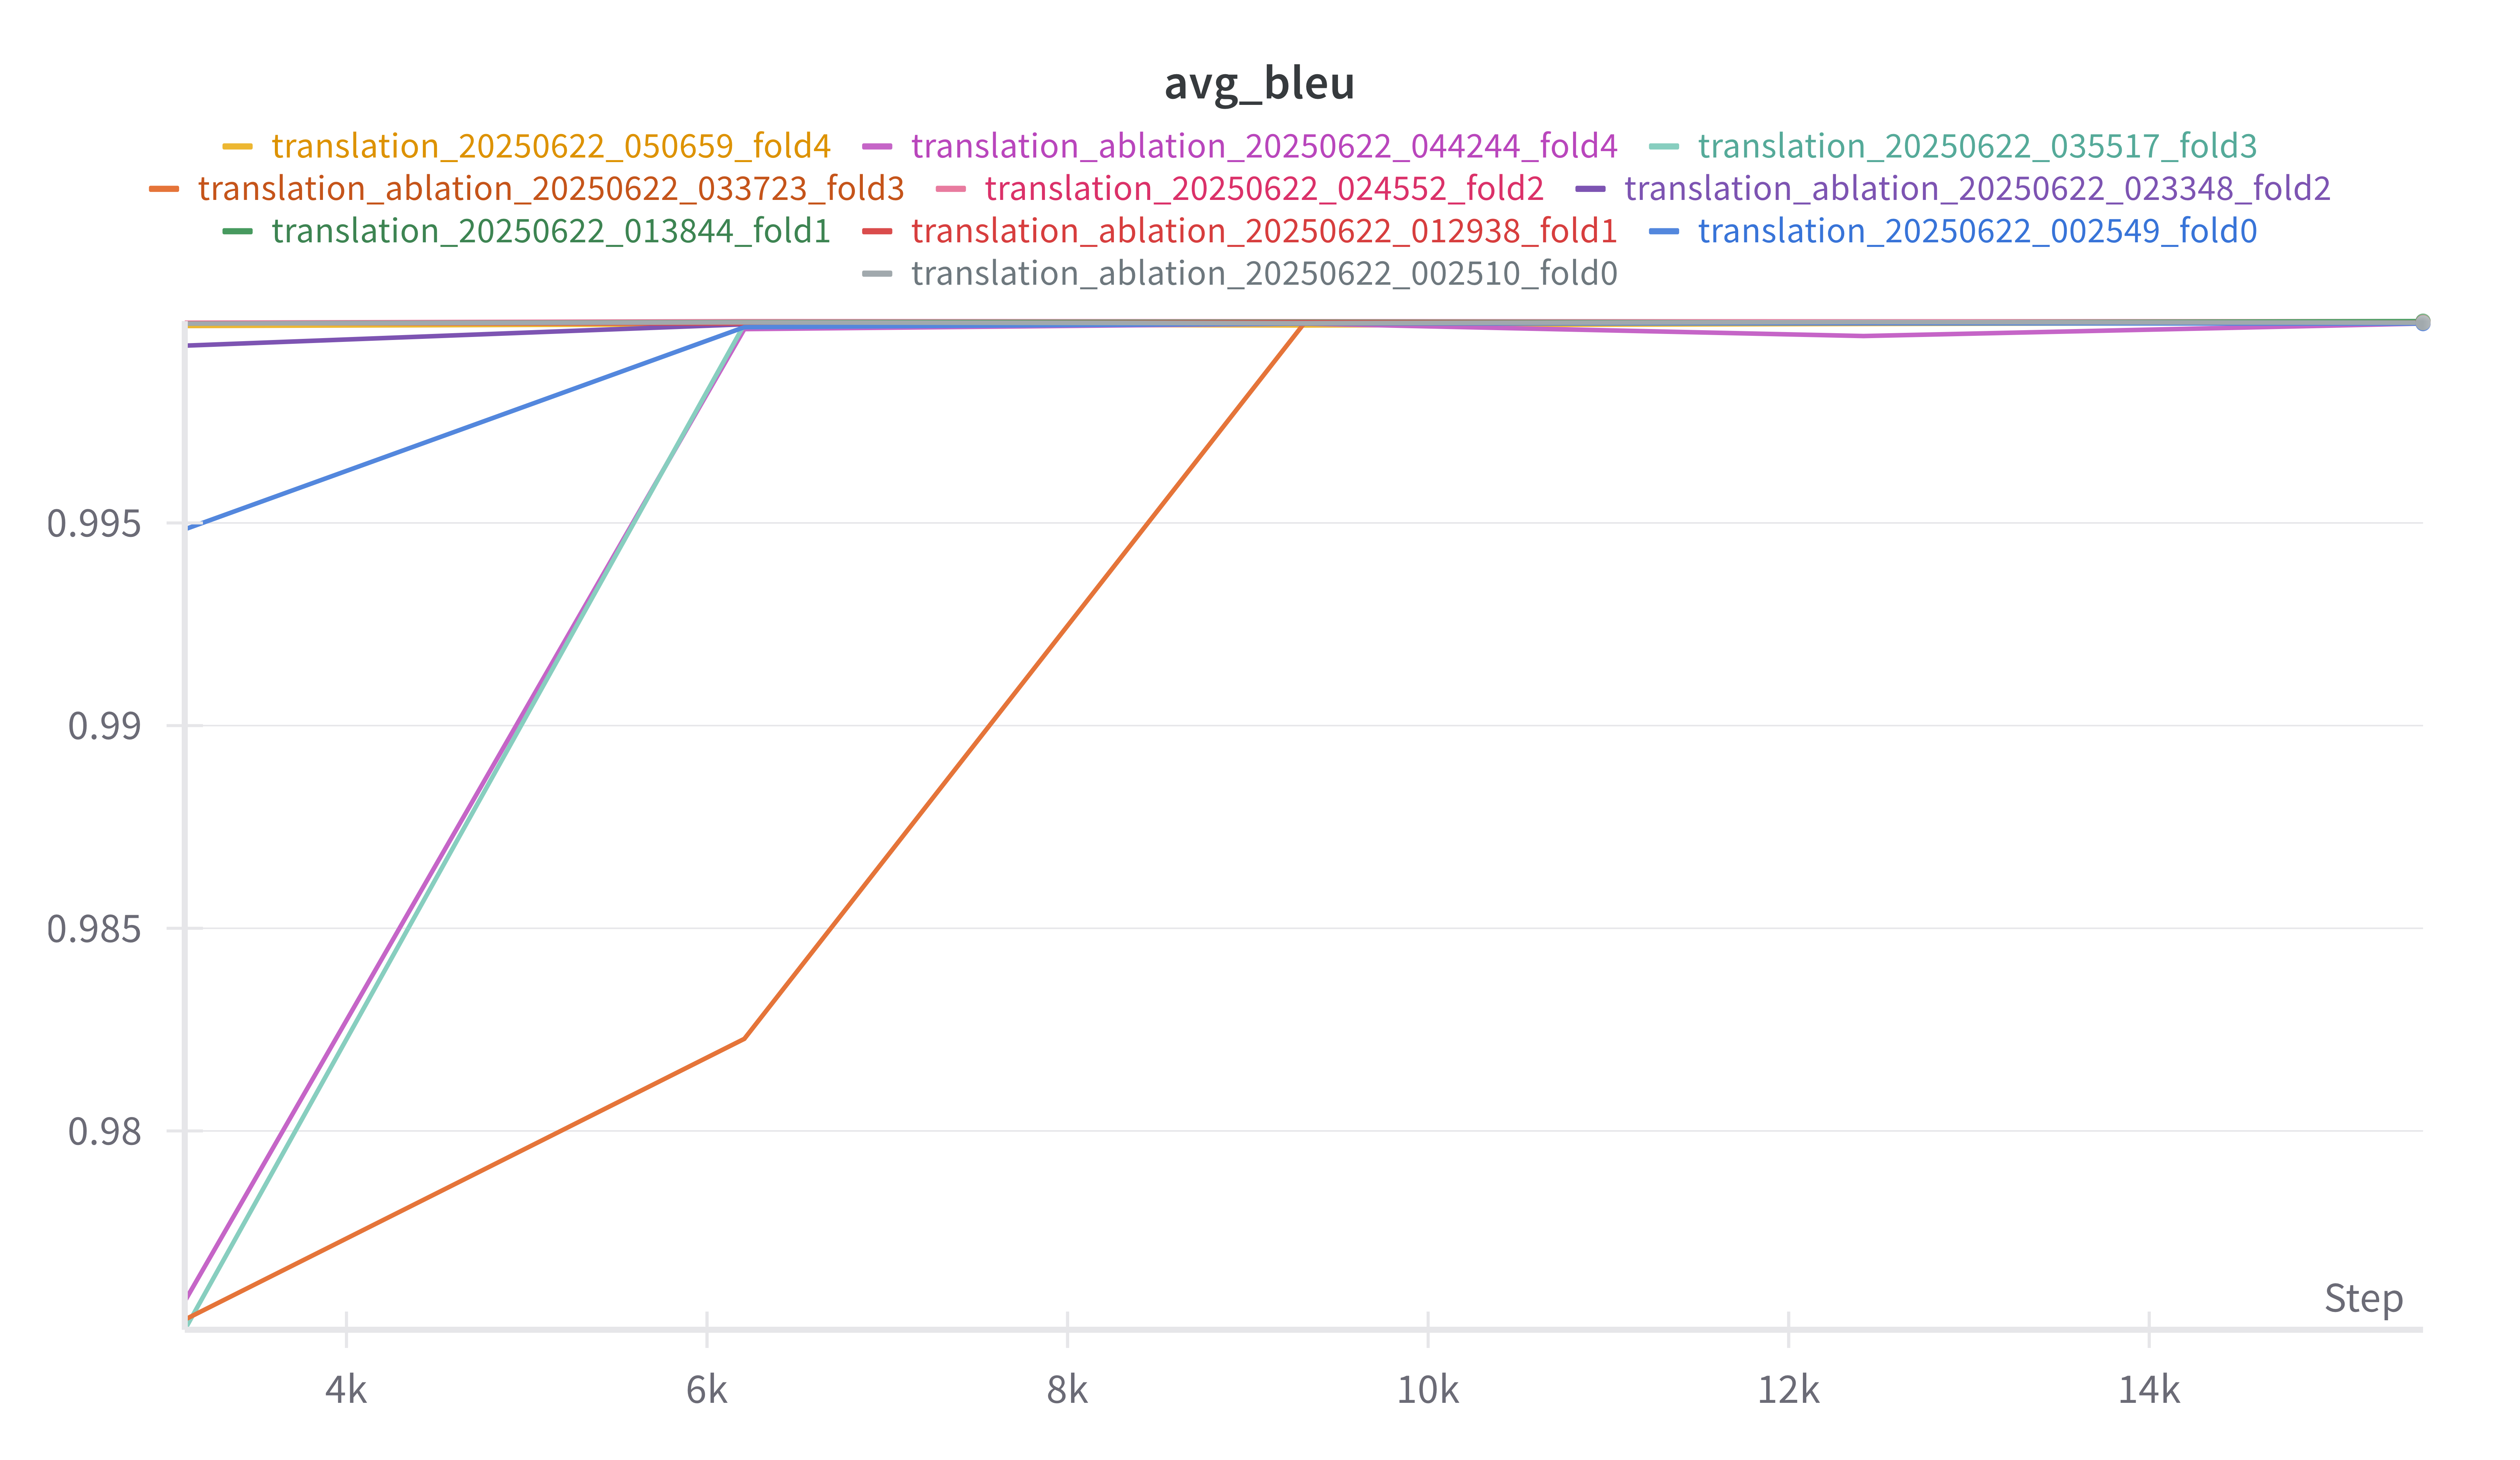 avg_bleu
translation_20250622_050659_fold4 translation_ablation_20250622_044244_fold4 translation_20250622_035517_fold3
translation_ablation_20250622_033723_fold3 translation_20250622_024552_fold2 translation_ablation_20250622_023348_fold2
translation_20250622_013844_fold1 translation_ablation_20250622_012938_fold1 translation_20250622_002549_fold0
translation_ablation_20250622_002510_fold0
0.995
0.99
0.985
0.98
Step
4k 6k 8k 10k 12k 14k